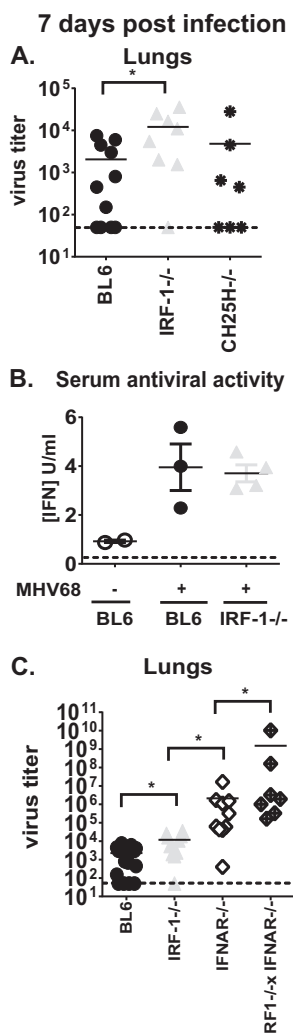 7 days post infection
A. Lungs
*
virus titer
10^5
10^4
10^3
10^2
10^1
BL6
IRF-1-/-
CH25H-/-
B. Serum antiviral activity
[IFN] U/ml
6
4
2
0
MHV68 - + +
BL6 BL6 IRF-1-/-
C. Lungs
*
*
*
virus titer
10^11
10^10
10^9
10^8
10^7
10^6
10^5
10^4
10^3
10^2
10^1
BL6
IRF-1-/-
IFNAR-/-
RF1-/-x IFNAR-/-